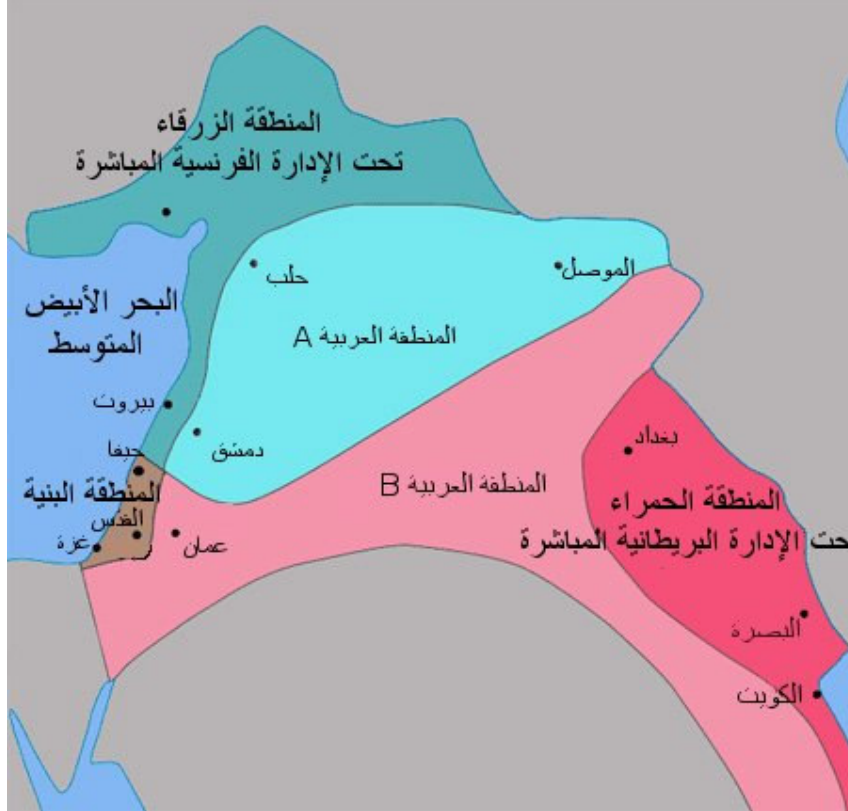 المنطقة الزرقاء
تحت الإدارة الفرنسية المباشرة
حلب
الموصل
البحر الأبيض
المتوسط
المنطقة العربية A
بيروت
دمشق
حيفا
بغداد
المنطقة البنية
المنطقة العربية B
المنطقة الحمراء
القدس
غزة
عمان
حت الإدارة البريطانية المباشرة
البصرة
الكويت